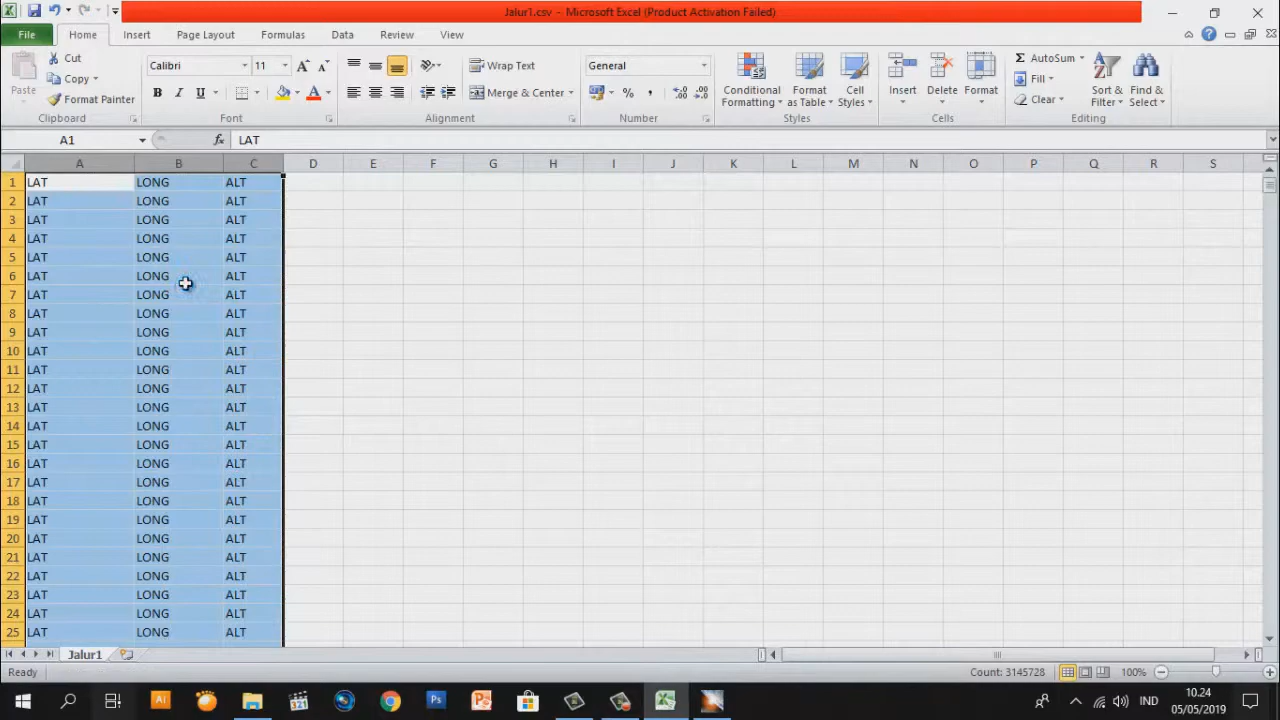 Jalur1.csv - Microsoft Excel (Product Activation Failed)
File Home Insert Page Layout Formulas Data Review View
Paste
Cut
Copy
Format Painter
Clipboard
Calibri 11 A A
B I U A
Font
Wrap Text
Merge & Center
Alignment
General
% ,
Number
Conditional Formatting
Format as Table
Cell Styles
Styles
Insert
Delete
Format
Cells
Σ AutoSum
Fill
Clear
Sort & Filter
Find & Select
Editing
A1 fx LAT
A B C D E F G H I J K L M N O P Q R S
1 LAT LONG ALT
2 LAT LONG ALT
3 LAT LONG ALT
4 LAT LONG ALT
5 LAT LONG ALT
6 LAT LONG ALT
7 LAT LONG ALT
8 LAT LONG ALT
9 LAT LONG ALT
10 LAT LONG ALT
11 LAT LONG ALT
12 LAT LONG ALT
13 LAT LONG ALT
14 LAT LONG ALT
15 LAT LONG ALT
16 LAT LONG ALT
17 LAT LONG ALT
18 LAT LONG ALT
19 LAT LONG ALT
20 LAT LONG ALT
21 LAT LONG ALT
22 LAT LONG ALT
23 LAT LONG ALT
24 LAT LONG ALT
25 LAT LONG ALT
Jalur1
Ready Count: 3145728 100%
Ai 321 Ps IND 10.24
05/05/2019